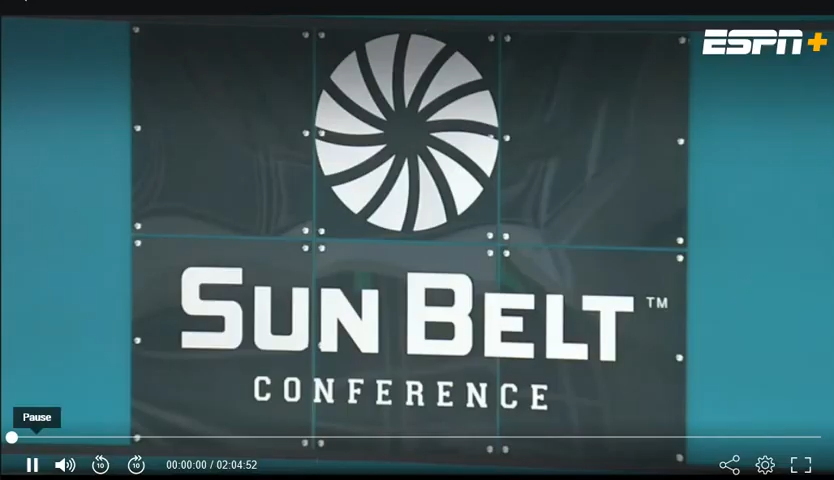 ESPN+
SUN BELT™
CONFERENCE
Pause
10 10 00:00:00 / 02:04:52